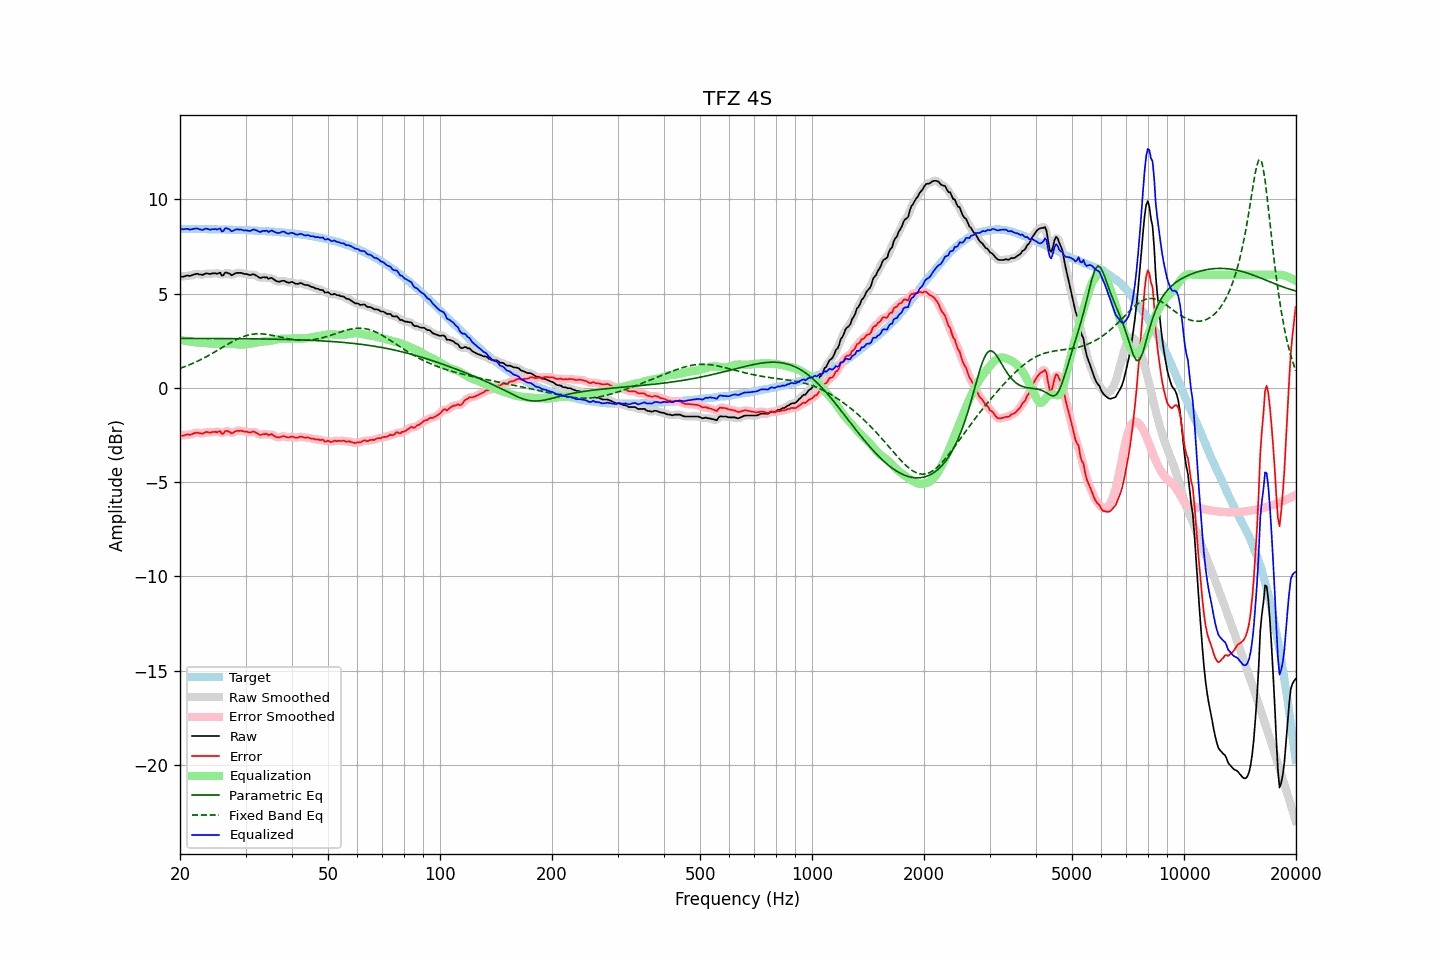 TFZ 4S
Amplitude (dBr)
10
5
0
−5
−10
−15
−20
Target
Raw Smoothed
Error Smoothed
Raw
Error
Equalization
Parametric Eq
Fixed Band Eq
Equalized
20 50 100 200 500 1000 2000 5000 10000 20000
Frequency (Hz)